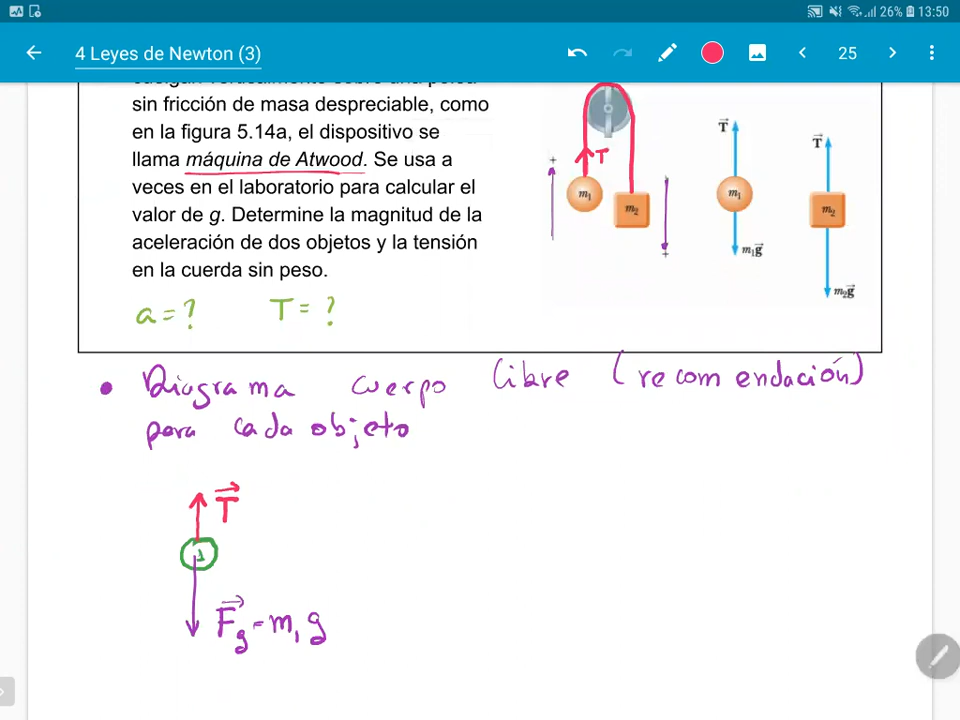 26% 13:50
4 Leyes de Newton (3)
25
sin fricción de masa despreciable, como
en la figura 5.14a, el dispositivo se
llama máquina de Atwood. Se usa a
veces en el laboratorio para calcular el
valor de g. Determine la magnitud de la
aceleración de dos objetos y la tensión
en la cuerda sin peso.
a = ? T = ?
+ T
m₁ m₂
+
T⃗ m₁ m₁g⃗
T⃗ m₂ m₂g⃗
• Diagrama cuerpo libre (recomendación)
para cada objeto
T⃗
1
F⃗g = m₁ g